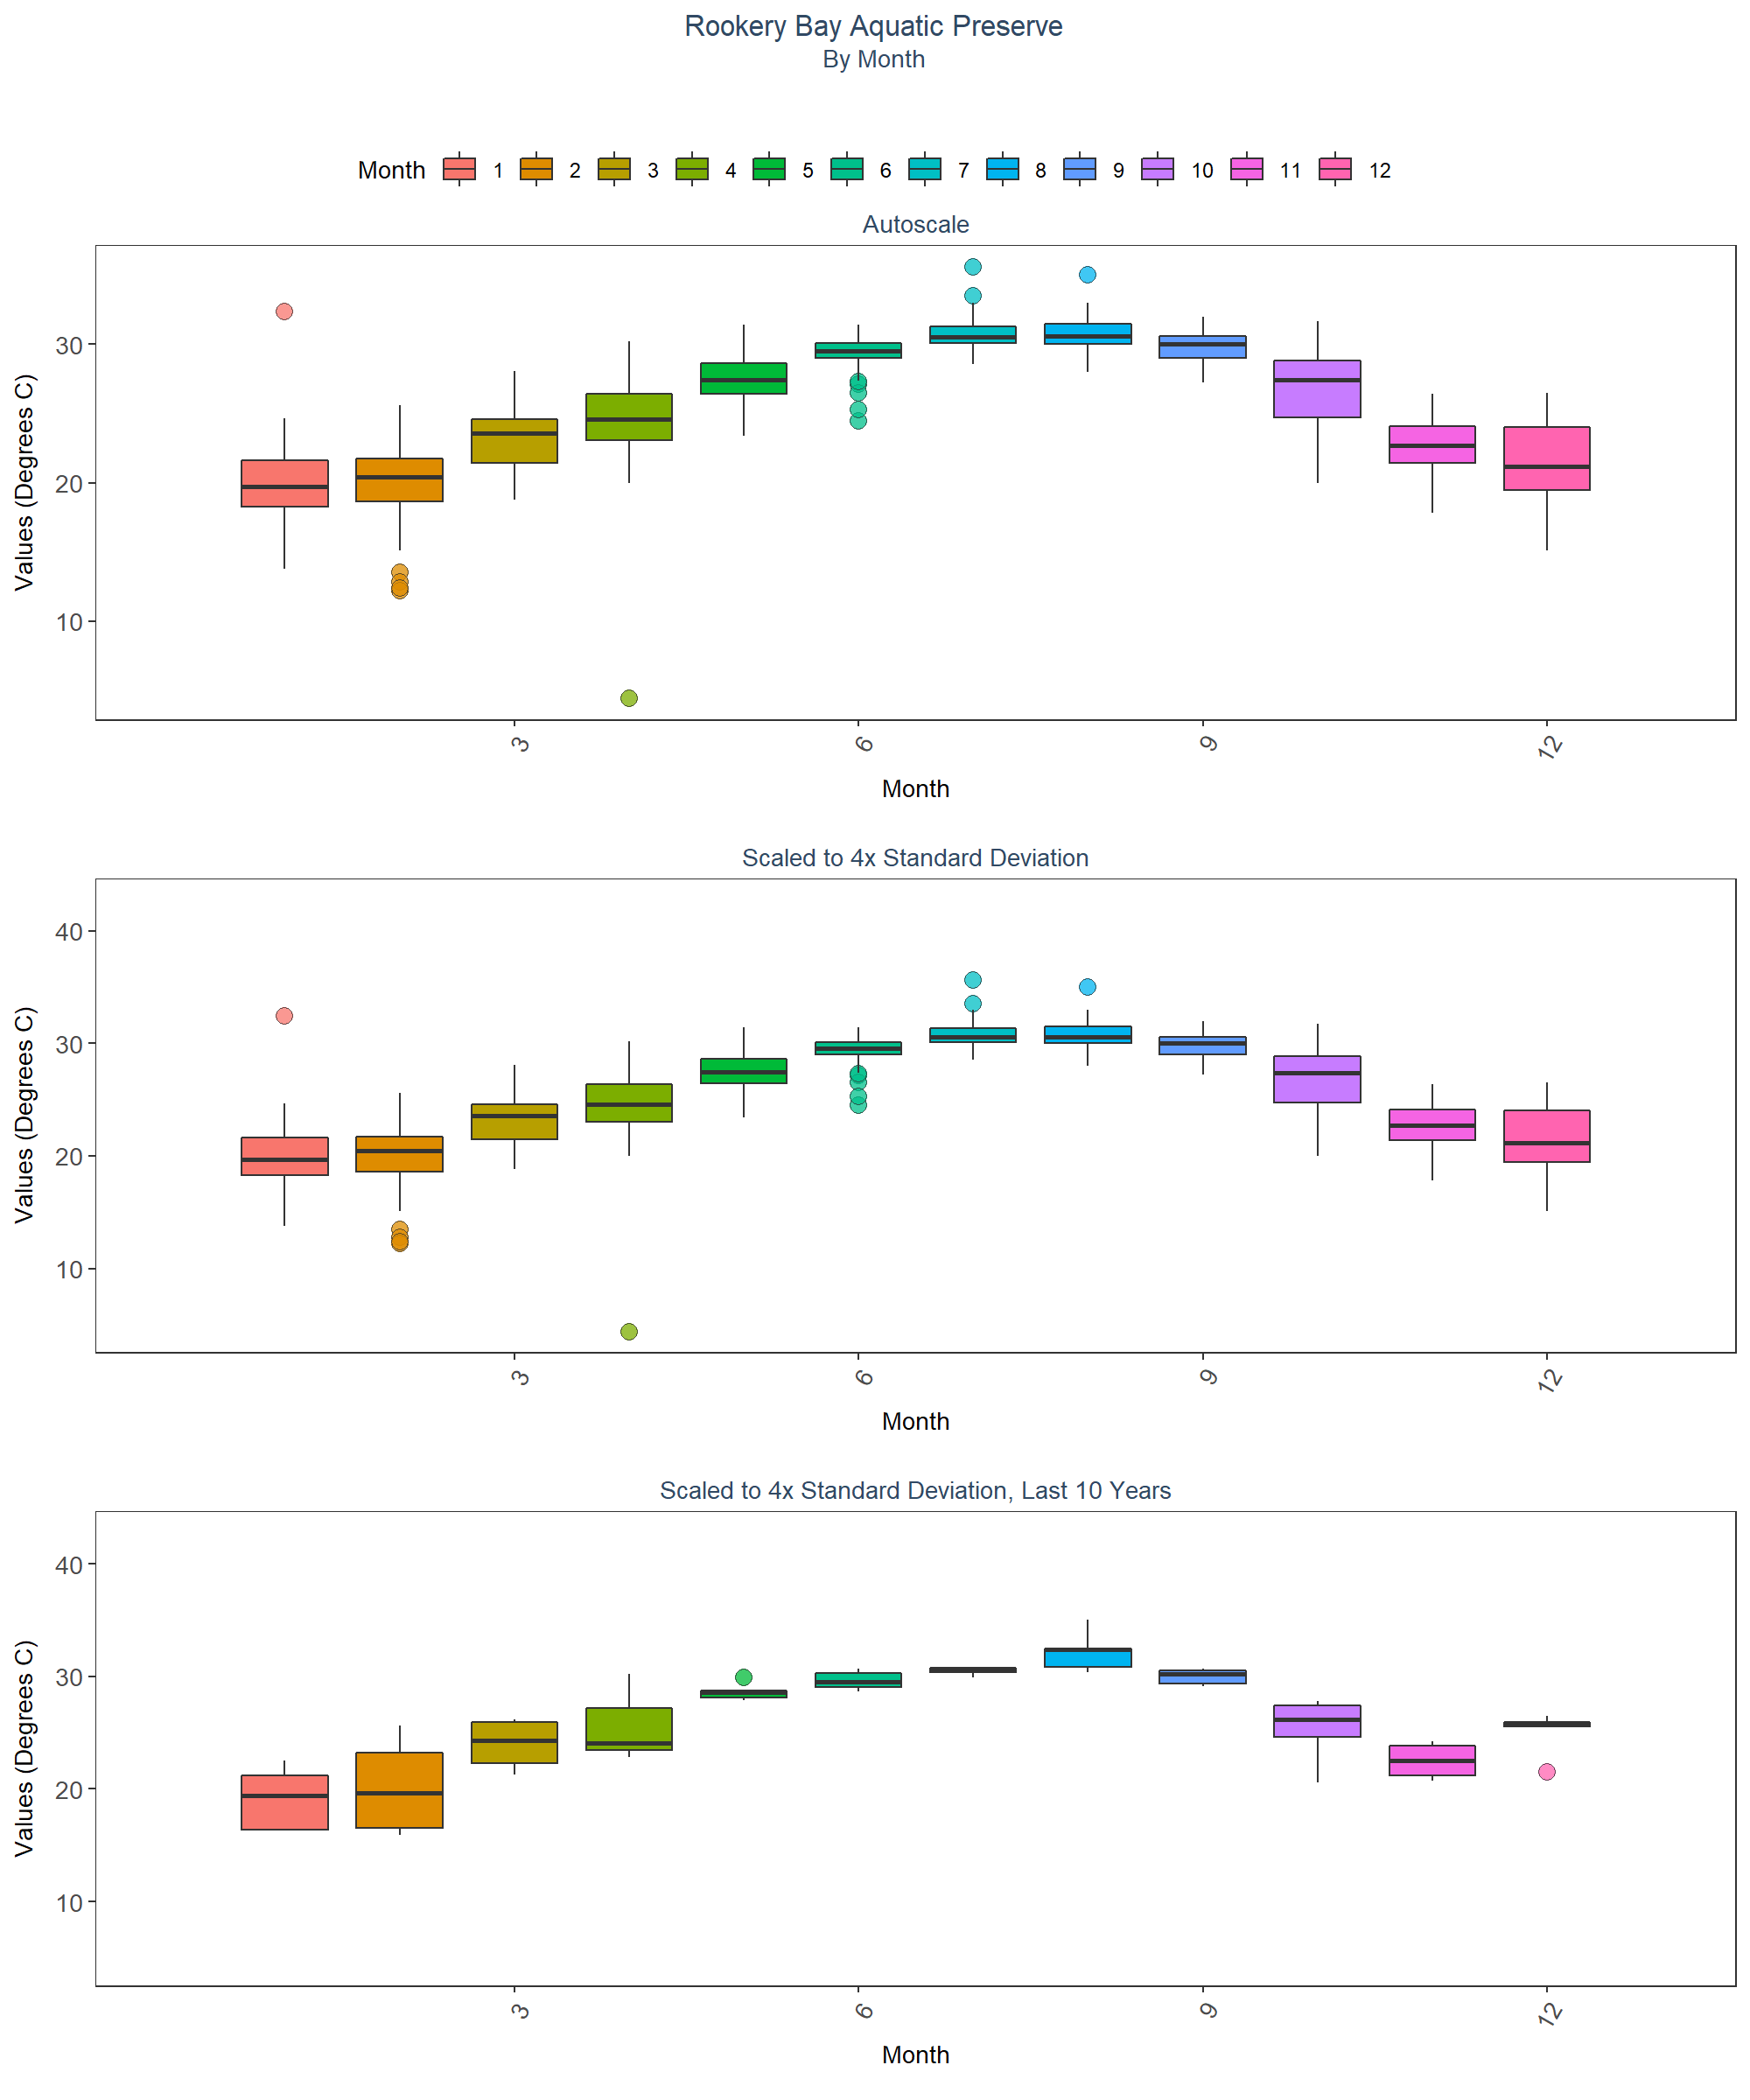 Rookery Bay Aquatic Preserve
By Month
Month 1 2 3 4 5 6 7 8 9 10 11 12
Autoscale
Values (Degrees C)
30
20
10
3 6 9 12
Month
Scaled to 4x Standard Deviation
Values (Degrees C)
40
30
20
10
3 6 9 12
Month
Scaled to 4x Standard Deviation, Last 10 Years
Values (Degrees C)
40
30
20
10
3 6 9 12
Month